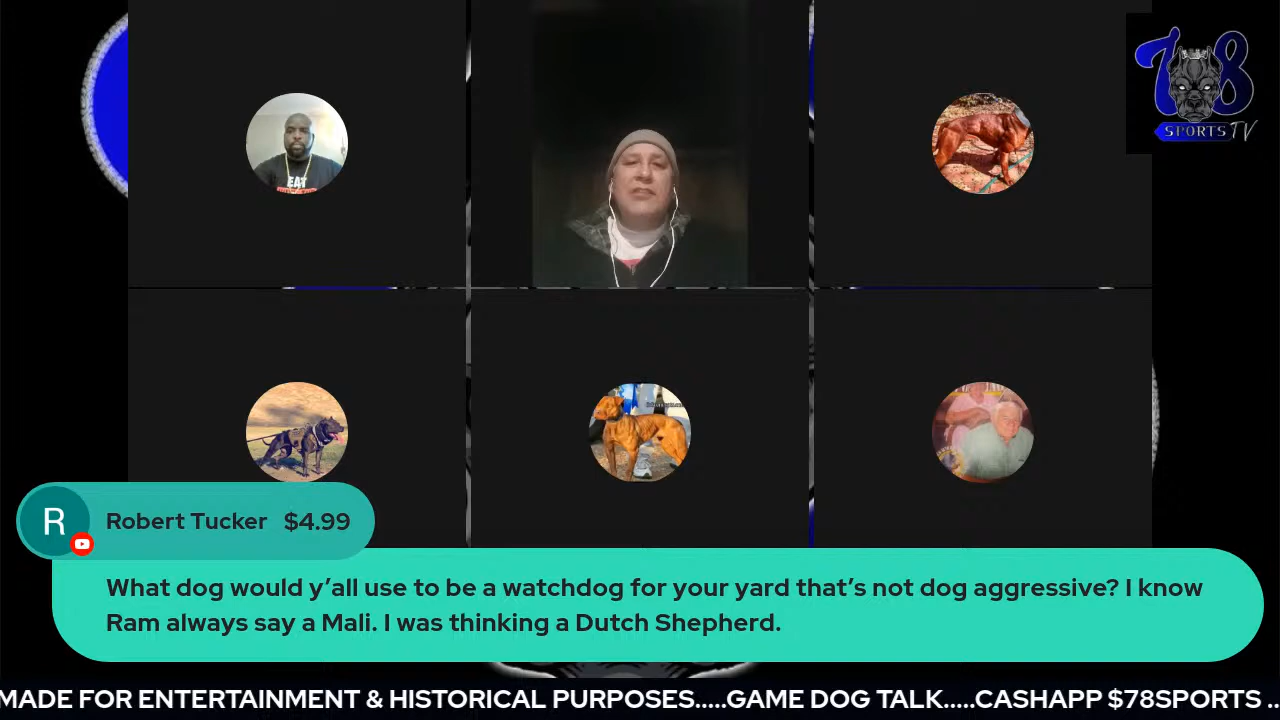 78
SPORTS TV
EAT
R
Robert Tucker $4.99
What dog would y’all use to be a watchdog for your yard that’s not dog aggressive? I know
Ram always say a Mali. I was thinking a Dutch Shepherd.
MADE FOR ENTERTAINMENT & HISTORICAL PURPOSES.....GAME DOG TALK.....CASHAPP $78SPORTS ..